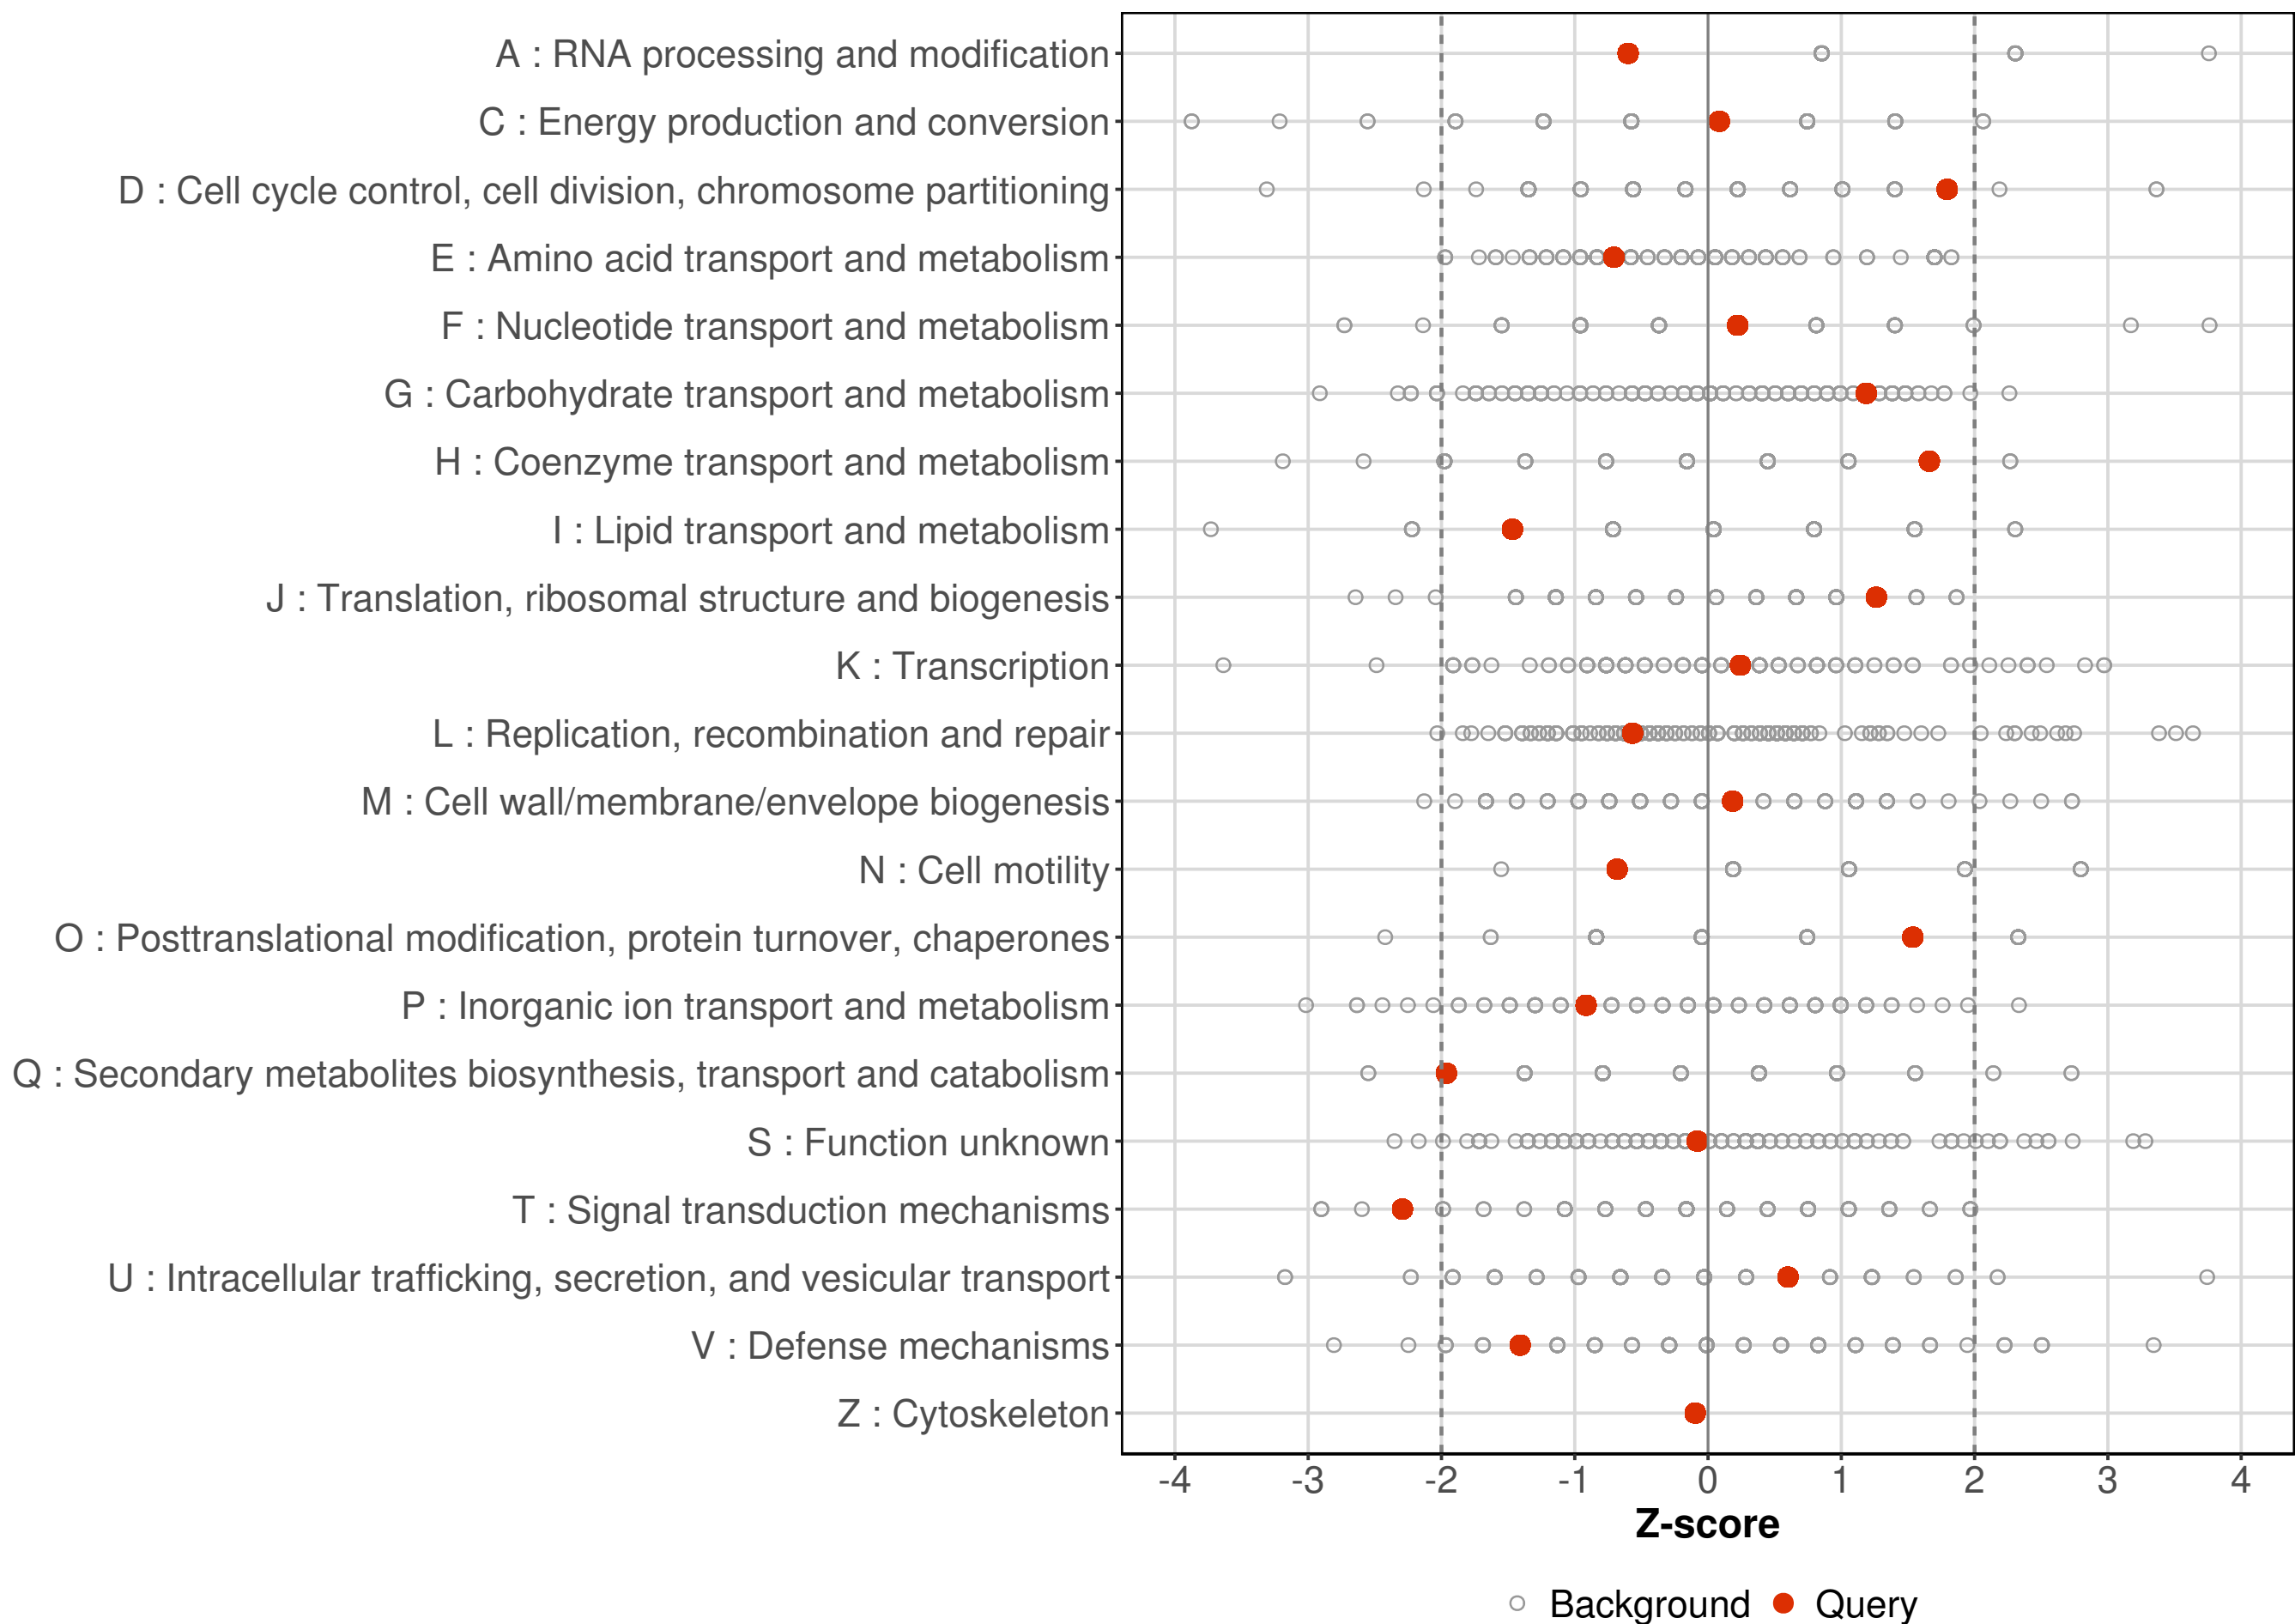 A : RNA processing and modification
C : Energy production and conversion
D : Cell cycle control, cell division, chromosome partitioning
E : Amino acid transport and metabolism
F : Nucleotide transport and metabolism
G : Carbohydrate transport and metabolism
H : Coenzyme transport and metabolism
I : Lipid transport and metabolism
J : Translation, ribosomal structure and biogenesis
K : Transcription
L : Replication, recombination and repair
M : Cell wall/membrane/envelope biogenesis
N : Cell motility
O : Posttranslational modification, protein turnover, chaperones
P : Inorganic ion transport and metabolism
Q : Secondary metabolites biosynthesis, transport and catabolism
S : Function unknown
T : Signal transduction mechanisms
U : Intracellular trafficking, secretion, and vesicular transport
V : Defense mechanisms
Z : Cytoskeleton
-4 -3 -2 -1 0 1 2 3 4
Z-score
Background Query